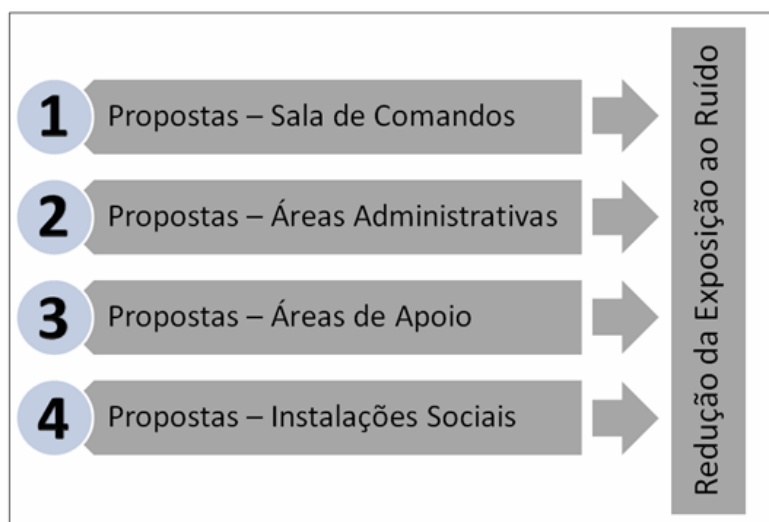 1 Propostas – Sala de Comandos
2 Propostas – Áreas Administrativas
3 Propostas – Áreas de Apoio
4 Propostas – Instalações Sociais
Redução da Exposição ao Ruído